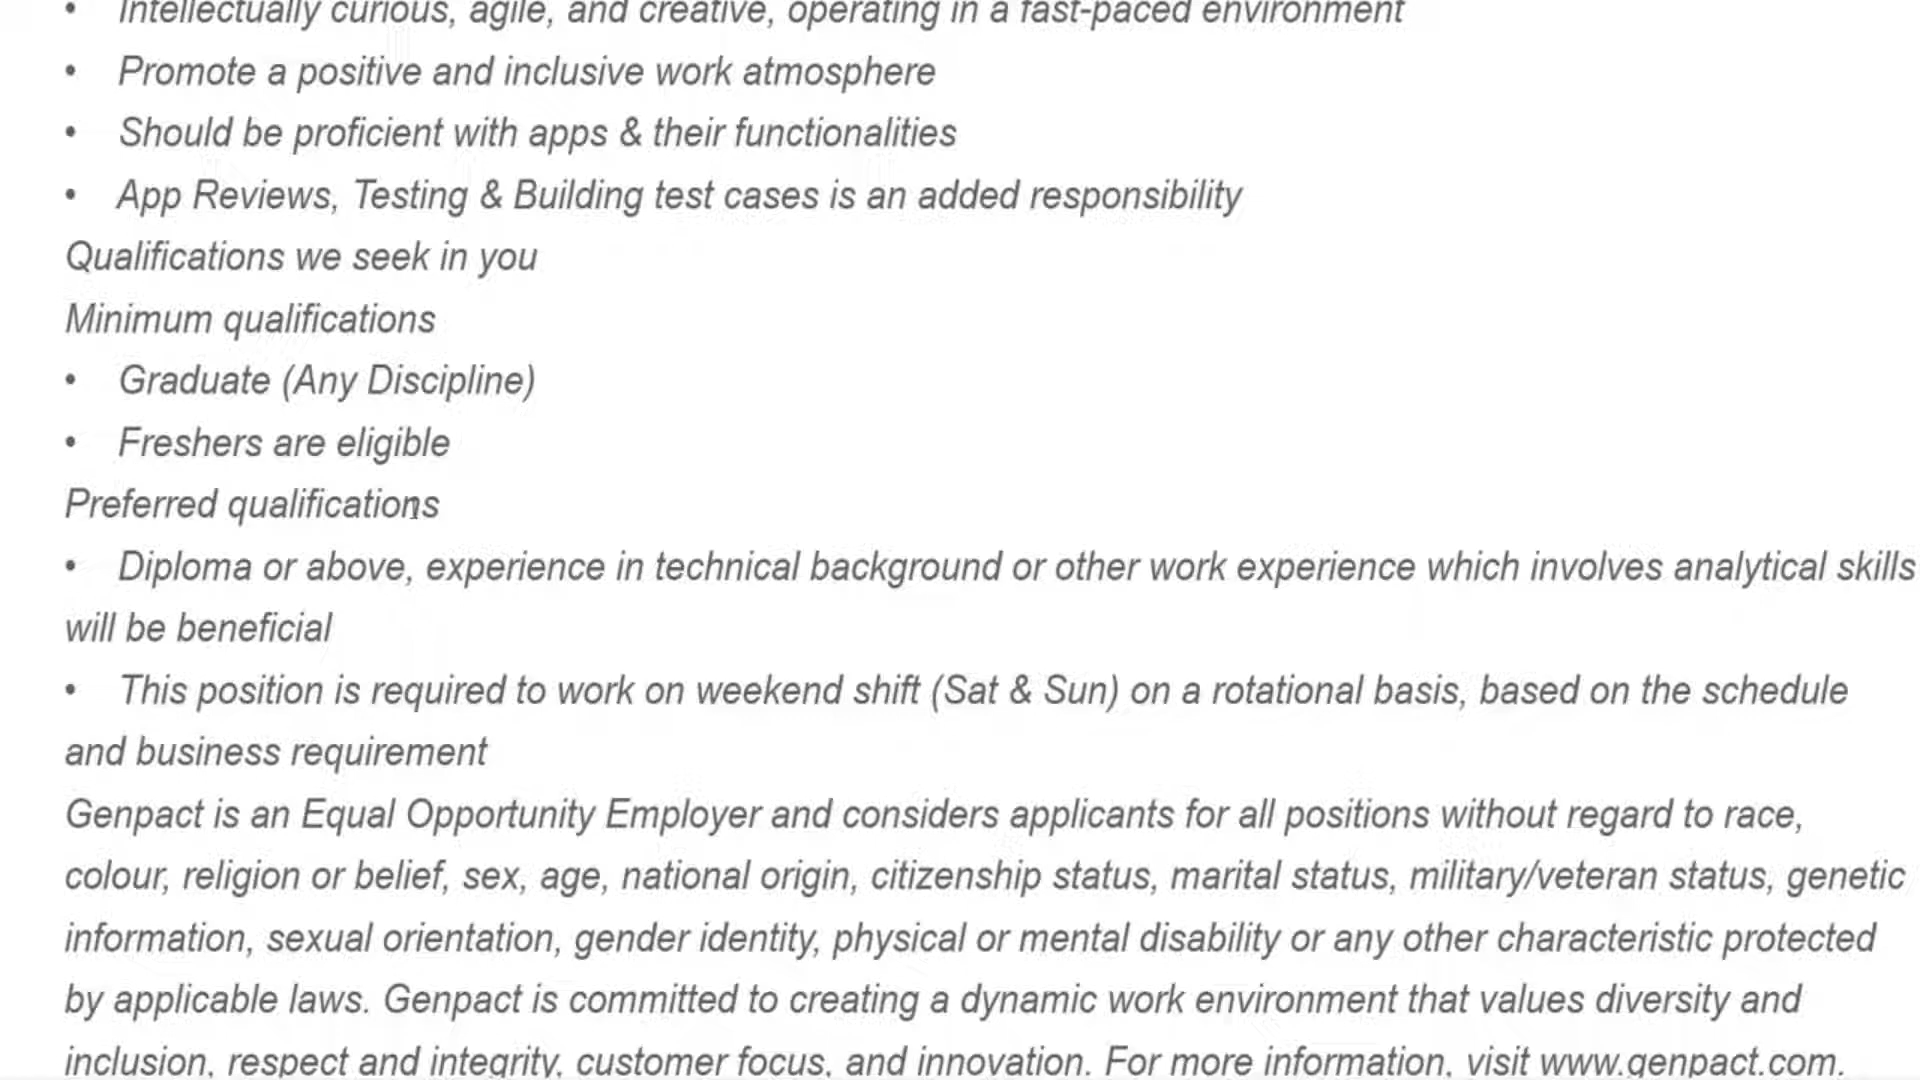 • Intellectually curious, agile, and creative, operating in a fast-paced environment
• Promote a positive and inclusive work atmosphere
• Should be proficient with apps & their functionalities
• App Reviews, Testing & Building test cases is an added responsibility
Qualifications we seek in you
Minimum qualifications
• Graduate (Any Discipline)
• Freshers are eligible
Preferred qualifications
• Diploma or above, experience in technical background or other work experience which involves analytical skills
will be beneficial
• This position is required to work on weekend shift (Sat & Sun) on a rotational basis, based on the schedule
and business requirement
Genpact is an Equal Opportunity Employer and considers applicants for all positions without regard to race,
colour, religion or belief, sex, age, national origin, citizenship status, marital status, military/veteran status, genetic
information, sexual orientation, gender identity, physical or mental disability or any other characteristic protected
by applicable laws. Genpact is committed to creating a dynamic work environment that values diversity and
inclusion, respect and integrity, customer focus, and innovation. For more information, visit www.genpact.com.